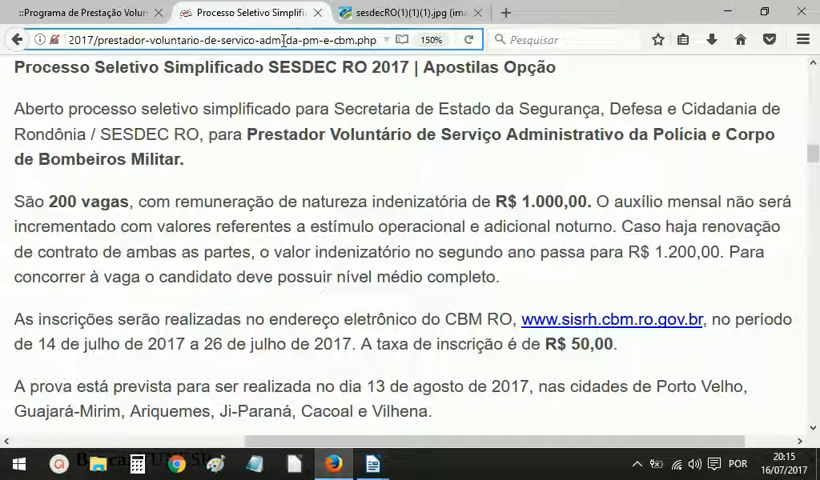 ::Programa de Prestação Volun
Processo Seletivo Simplifi
sesdecRO(1)(1)(1).jpg (ima
2017/prestador-voluntario-de-servico-adm-da-pm-e-cbm.php
150%
Pesquisar
Processo Seletivo Simplificado SESDEC RO 2017 | Apostilas Opção
Aberto processo seletivo simplificado para Secretaria de Estado da Segurança, Defesa e Cidadania de
Rondônia / SESDEC RO, para Prestador Voluntário de Serviço Administrativo da Polícia e Corpo
de Bombeiros Militar.
São 200 vagas, com remuneração de natureza indenizatória de R$ 1.000,00. O auxílio mensal não será
incrementado com valores referentes a estímulo operacional e adicional noturno. Caso haja renovação
de contrato de ambas as partes, o valor indenizatório no segundo ano passa para R$ 1.200,00. Para
concorrer à vaga o candidato deve possuir nível médio completo.
As inscrições serão realizadas no endereço eletrônico do CBM RO, www.sisrh.cbm.ro.gov.br, no período
de 14 de julho de 2017 a 26 de julho de 2017. A taxa de inscrição é de R$ 50,00.
A prova está prevista para ser realizada no dia 13 de agosto de 2017, nas cidades de Porto Velho,
Guajará-Mirim, Ariquemes, Ji-Paraná, Cacoal e Vilhena.
POR
20:15
16/07/2017